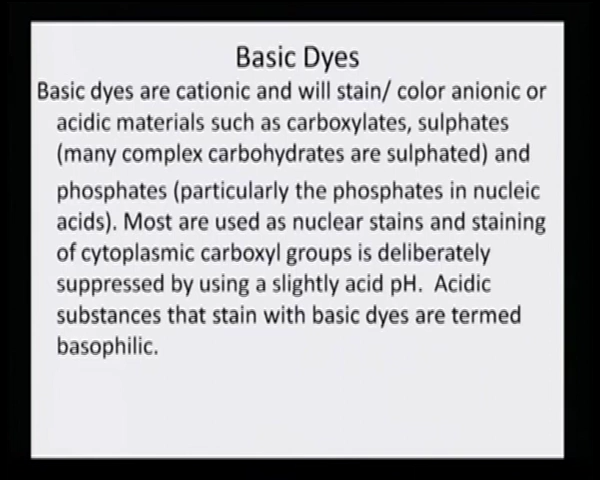 Basic Dyes
Basic dyes are cationic and will stain/ color anionic or
acidic materials such as carboxylates, sulphates
(many complex carbohydrates are sulphated) and
phosphates (particularly the phosphates in nucleic
acids). Most are used as nuclear stains and staining
of cytoplasmic carboxyl groups is deliberately
suppressed by using a slightly acid pH. Acidic
substances that stain with basic dyes are termed
basophilic.